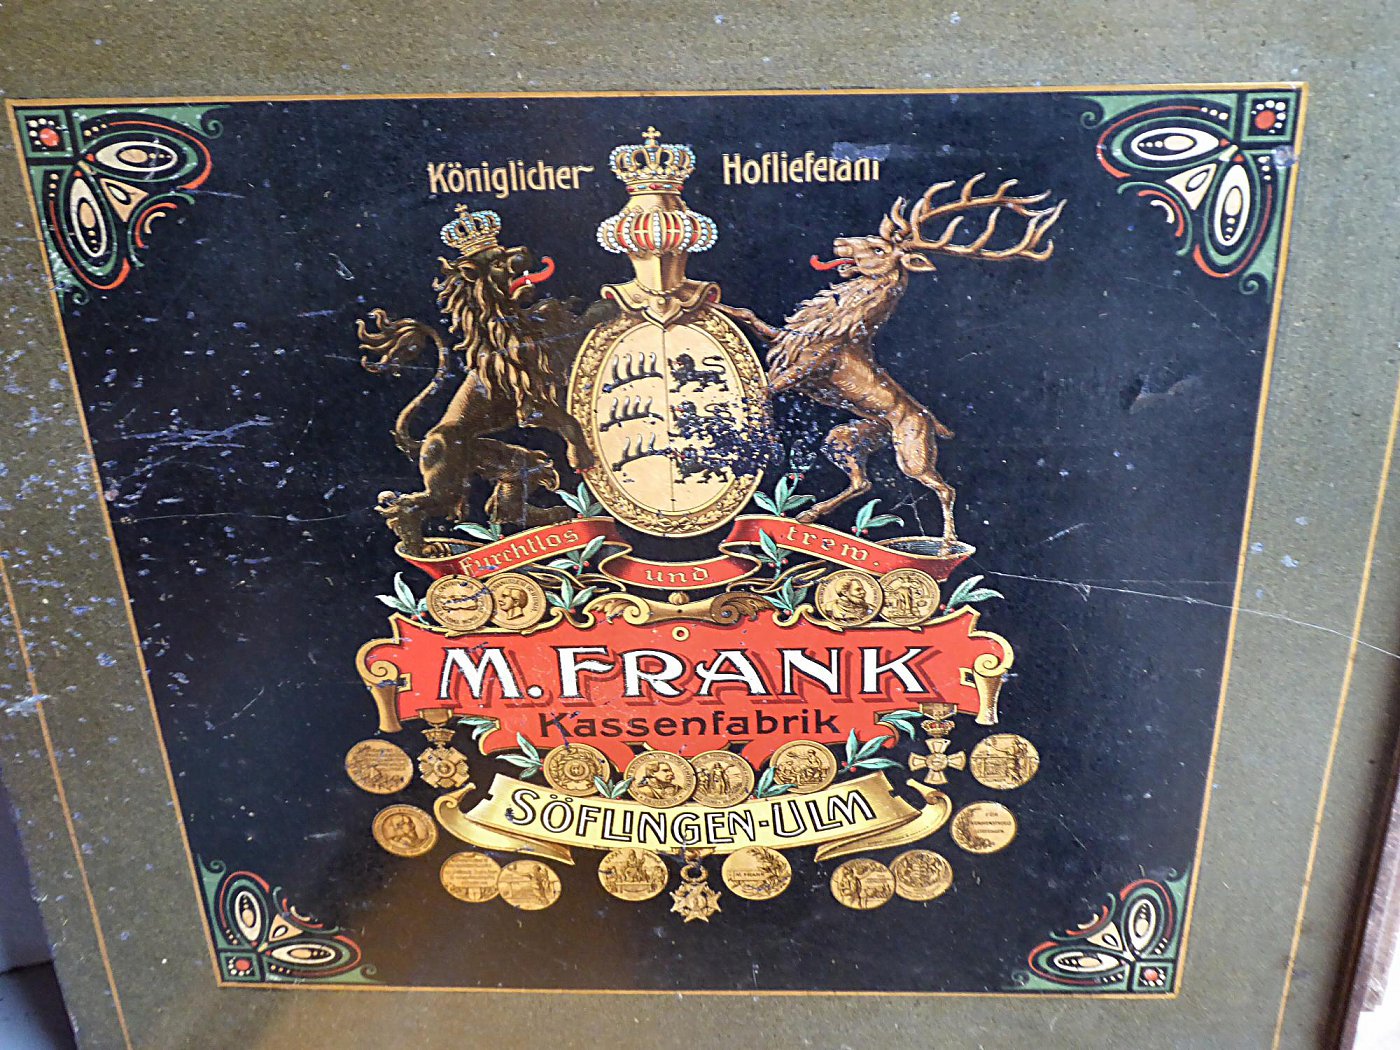 Königlicher Hoflieferant
Furchtlos und trew.
M. FRANK
Kassenfabrik
SÖFLINGEN-ULM